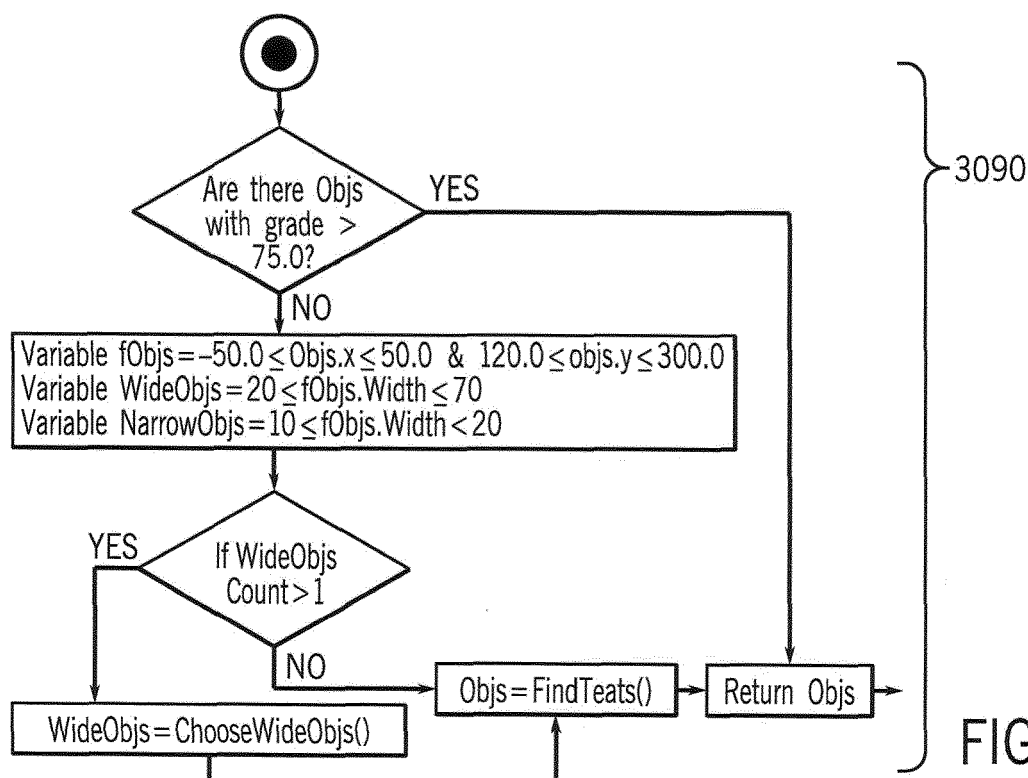 Are there Objs
with grade >
75.0?
YES
3090
NO
Variable fObjs=–50.0≤Objs.x≤50.0 & 120.0≤objs.y≤300.0
Variable WideObjs=20≤fObjs.Width≤70
Variable NarrowObjs=10≤fObjs.Width<20
YES
If WideObjs
Count>1
NO
Objs=FindTeats()
Return Objs
WideObjs=ChooseWideObjs()
FIG